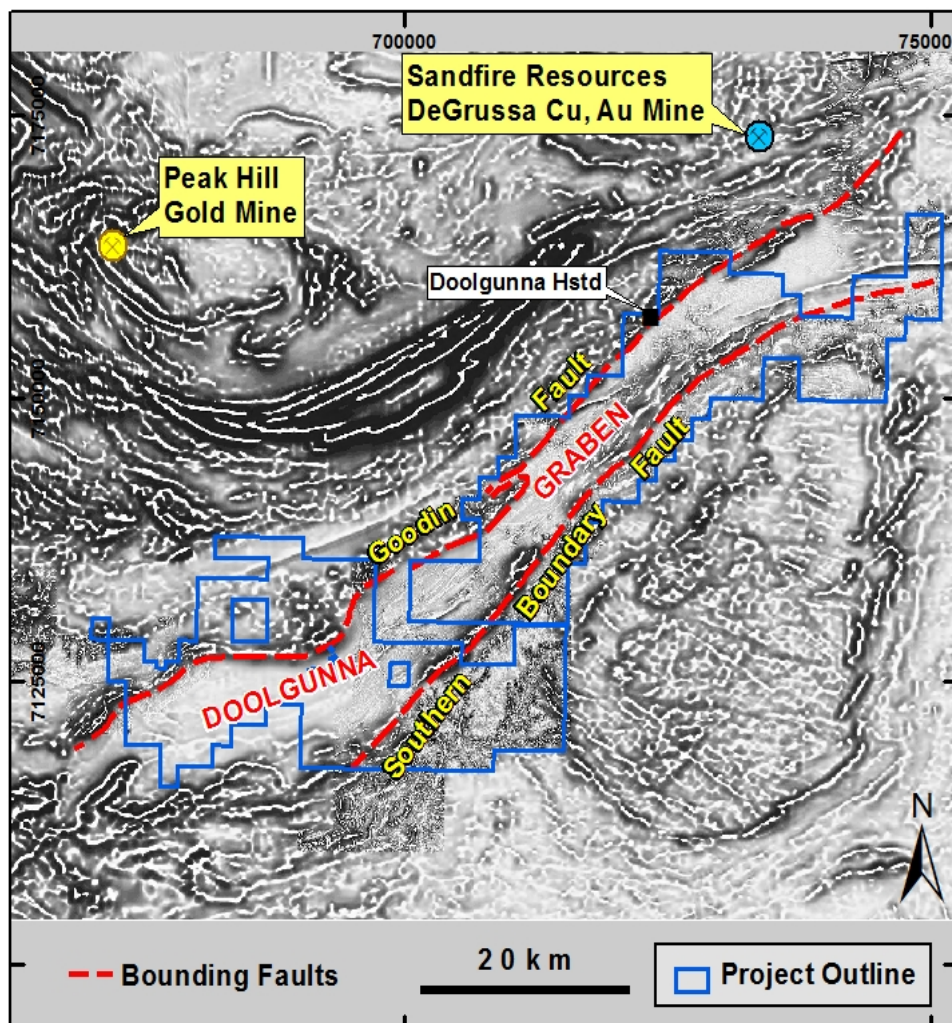 700000
75000
7175000
Sandfire Resources
DeGrussa Cu, Au Mine
Peak Hill
Gold Mine
Doolgunna Hstd
7150000
Fault
GRABEN
Fault
Goodin
Boundary
7125000
DOOLGUNNA
Southern
N
Bounding Faults
20 km
Project Outline